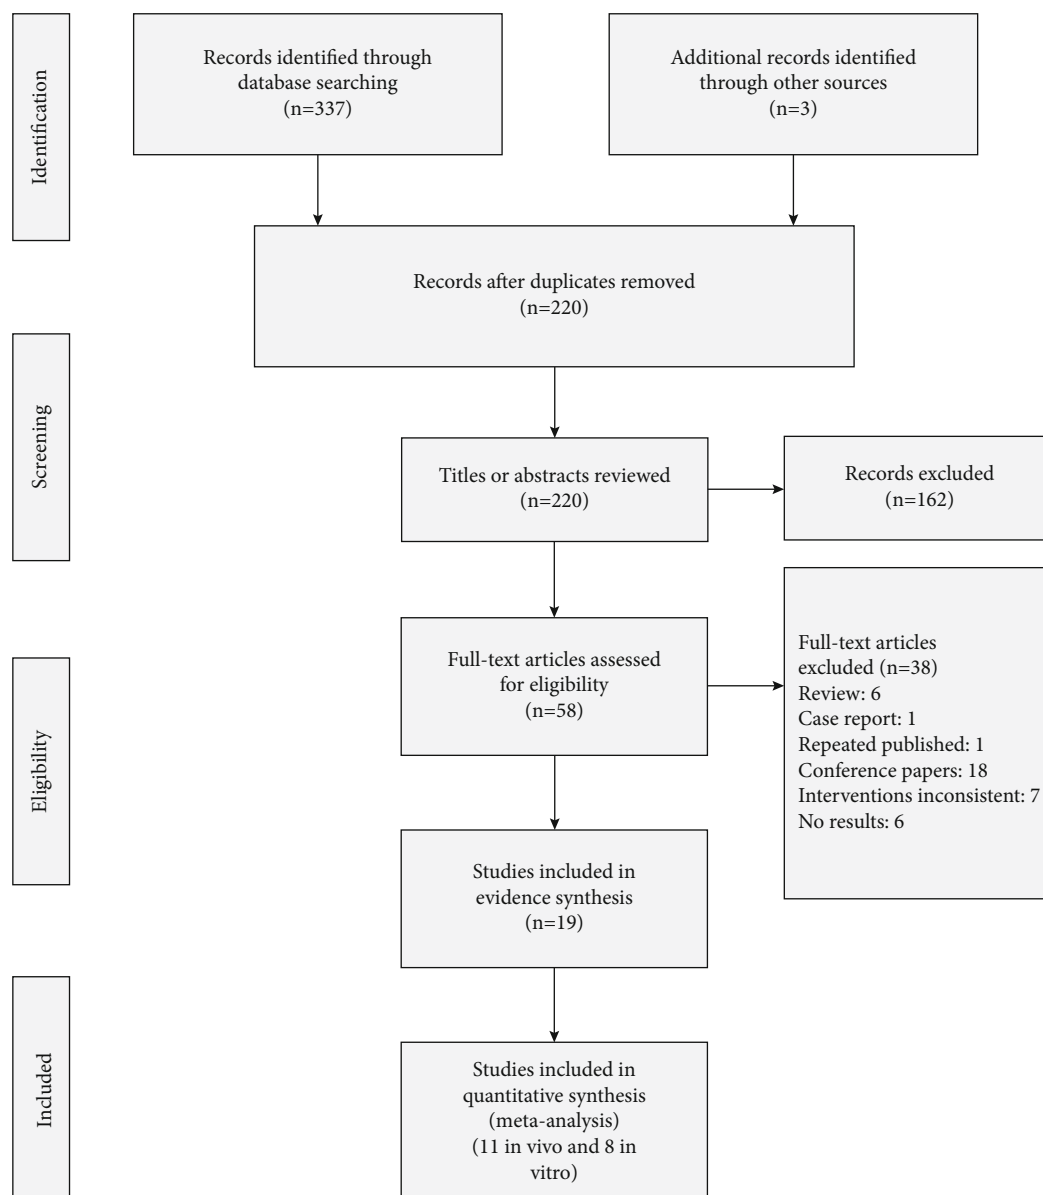 Identification
Records identified through
database searching
(n=337)
Additional records identified
through other sources
(n=3)
Records after duplicates removed
(n=220)
Screening
Titles or abstracts reviewed
(n=220)
Records excluded
(n=162)
Eligibility
Full-text articles assessed
for eligibility
(n=58)
Full-text articles
excluded (n=38)
Review: 6
Case report: 1
Repeated published: 1
Conference papers: 18
Interventions inconsistent: 7
No results: 6
Studies included in
evidence synthesis
(n=19)
Included
Studies included in
quantitative synthesis
(meta-analysis)
(11 in vivo and 8 in
vitro)